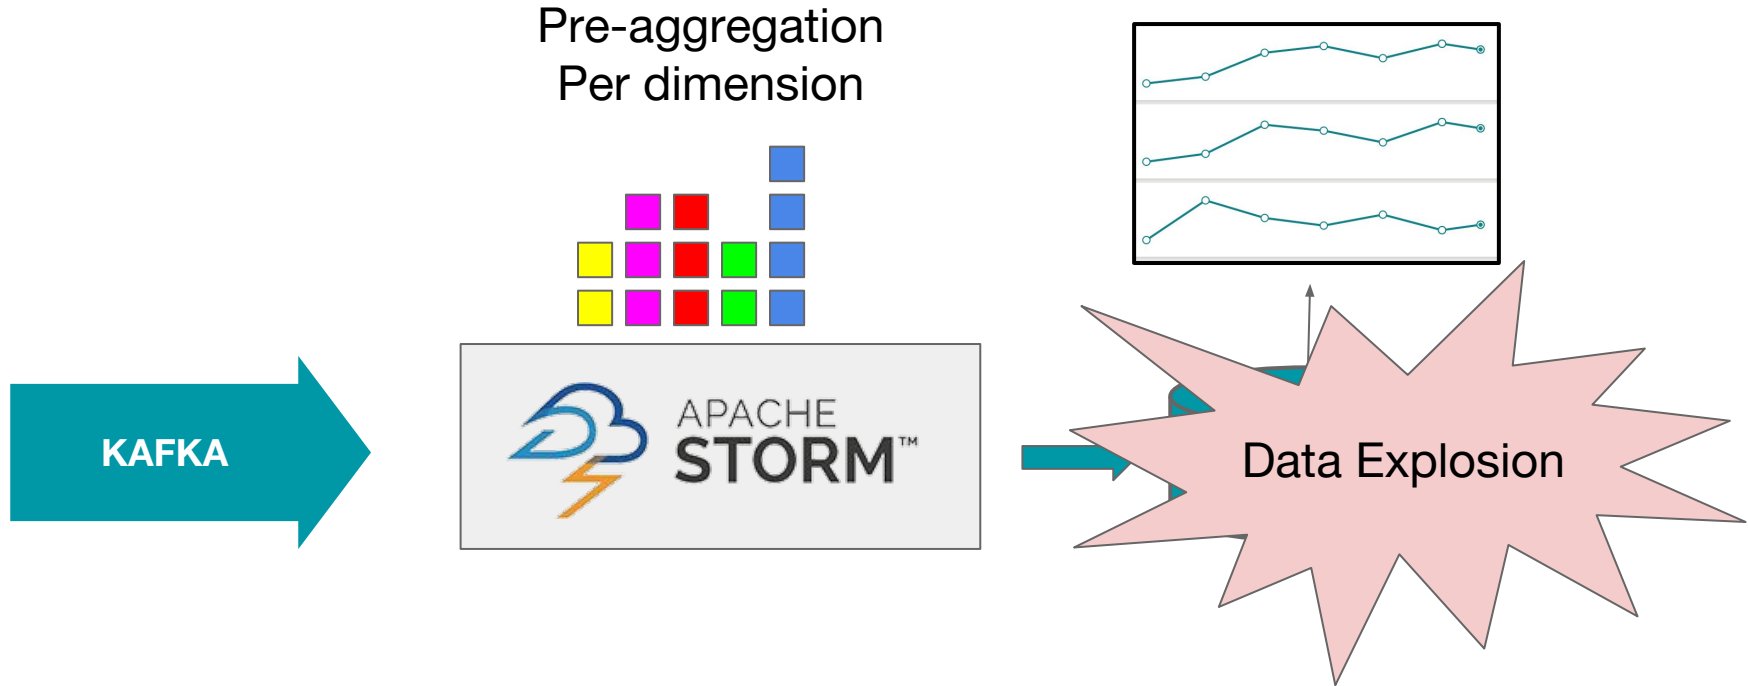 Pre-aggregation
Per dimension
KAFKA
APACHE
STORM™
Data Explosion